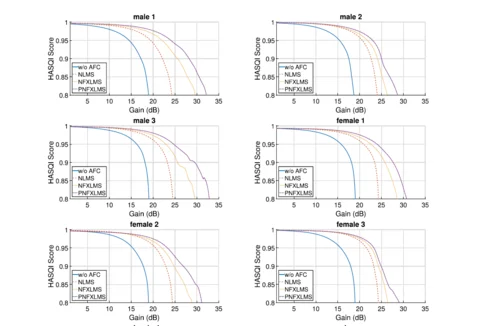 male 1
HASQI Score
1
0.95
0.9
0.85
0.8
w/o AFC
NLMS
NFXLMS
PNFXLMS
5 10 15 20 25 30 35
Gain (dB)
male 2
HASQI Score
1
0.95
0.9
0.85
0.8
w/o AFC
NLMS
NFXLMS
PNFXLMS
5 10 15 20 25 30 35
Gain (dB)
male 3
HASQI Score
1
0.95
0.9
0.85
0.8
w/o AFC
NLMS
NFXLMS
PNFXLMS
5 10 15 20 25 30 35
Gain (dB)
female 1
HASQI Score
1
0.95
0.9
0.85
0.8
w/o AFC
NLMS
NFXLMS
PNFXLMS
5 10 15 20 25 30 35
Gain (dB)
female 2
HASQI Score
1
0.95
0.9
0.85
0.8
w/o AFC
NLMS
NFXLMS
PNFXLMS
5 10 15 20 25 30 35
Gain (dB)
female 3
HASQI Score
1
0.95
0.9
0.85
0.8
w/o AFC
NLMS
NFXLMS
PNFXLMS
5 10 15 20 25 30 35
Gain (dB)